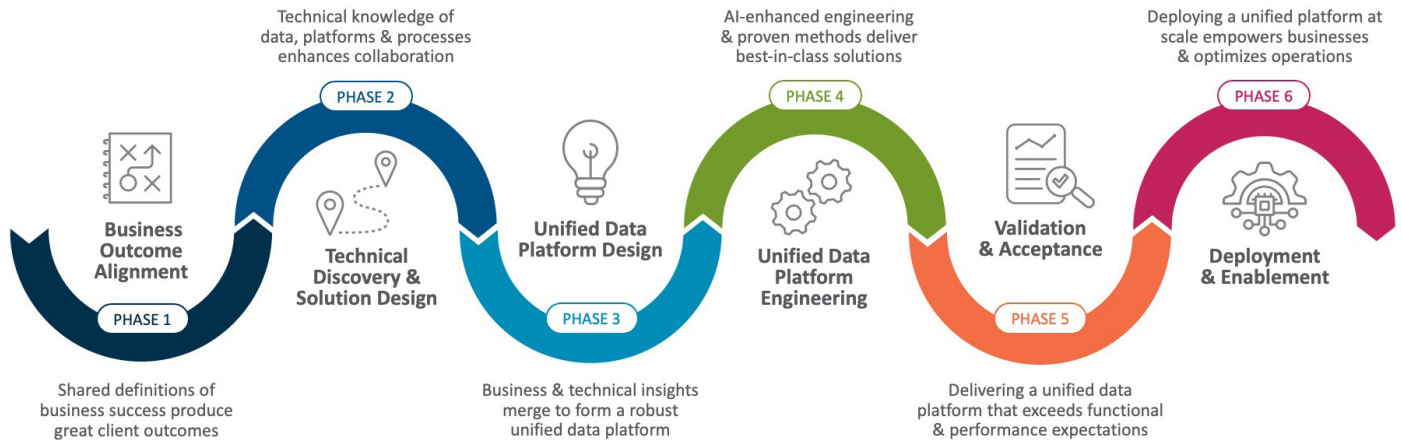 PHASE 1
Business
Outcome
Alignment
Shared definitions of
business success produce
great client outcomes
Technical knowledge of
data, platforms & processes
enhances collaboration
PHASE 2
Technical
Discovery &
Solution Design
Unified Data
Platform Design
PHASE 3
Business & technical insights
merge to form a robust
unified data platform
AI-enhanced engineering
& proven methods deliver
best-in-class solutions
PHASE 4
Unified Data
Platform
Engineering
Validation
& Acceptance
PHASE 5
Delivering a unified data
platform that exceeds functional
& performance expectations
Deploying a unified platform at
scale empowers businesses
& optimizes operations
PHASE 6
Deployment
& Enablement